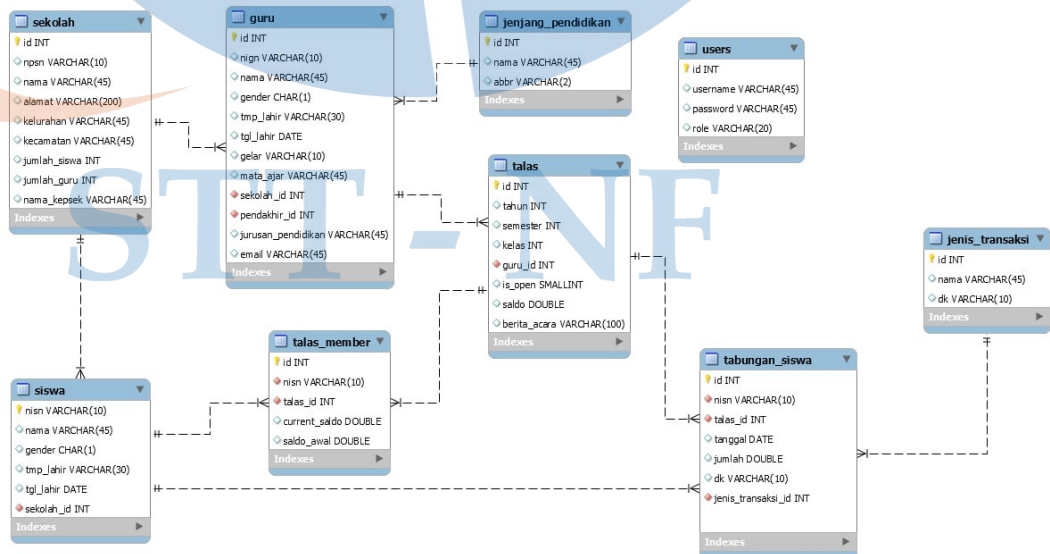 sekolah
id INT
npsn VARCHAR(10)
nama VARCHAR(45)
alamat VARCHAR(200)
kelurahan VARCHAR(45)
kecamatan VARCHAR(45)
jumlah_siswa INT
jumlah_guru INT
nama_kepsek VARCHAR(45)
Indexes
guru
id INT
nign VARCHAR(10)
nama VARCHAR(45)
gender CHAR(1)
tmp_lahir VARCHAR(30)
tgl_lahir DATE
gelar VARCHAR(10)
mata_ajar VARCHAR(45)
sekolah_id INT
pendakhir_id INT
jurusan_pendidikan VARCHAR(45)
email VARCHAR(45)
Indexes
jenjang_pendidikan
id INT
nama VARCHAR(45)
abbr VARCHAR(2)
Indexes
users
id INT
username VARCHAR(45)
password VARCHAR(45)
role VARCHAR(20)
Indexes
talas
id INT
tahun INT
semester INT
kelas INT
guru_id INT
is_open SMALLINT
saldo DOUBLE
berita_acara VARCHAR(100)
Indexes
STT - NF
jenis_transaksi
id INT
nama VARCHAR(45)
dk VARCHAR(10)
Indexes
talas_member
id INT
nisn VARCHAR(10)
talas_id INT
current_saldo DOUBLE
saldo_awal DOUBLE
Indexes
siswa
nisn VARCHAR(10)
nama VARCHAR(45)
gender CHAR(1)
tmp_lahir VARCHAR(30)
tgl_lahir DATE
sekolah_id INT
Indexes
tabungan_siswa
id INT
nisn VARCHAR(10)
talas_id INT
tanggal DATE
jumlah DOUBLE
dk VARCHAR(10)
jenis_transaksi_id INT
Indexes